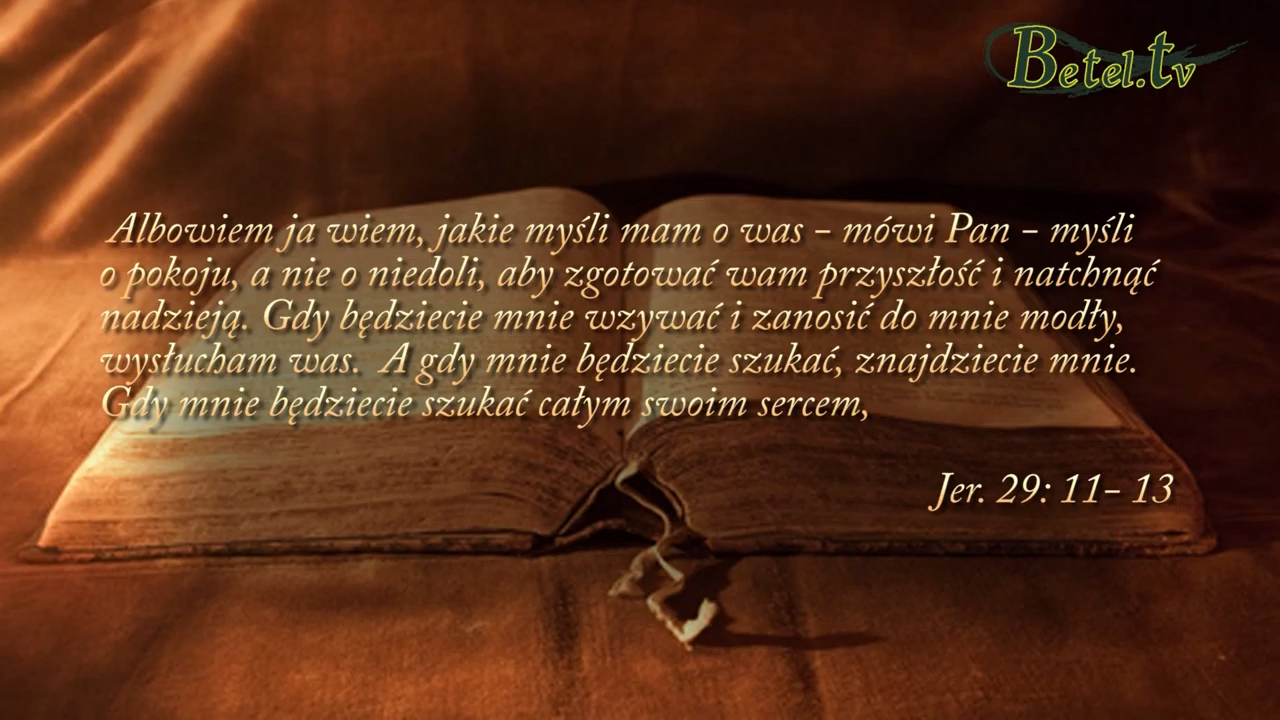 Betel.tv
Albowiem ja wiem, jakie myśli mam o was – mówi Pan – myśli
o pokoju, a nie o niedoli, aby zgotować wam przyszłość i natchnąć
nadzieją. Gdy będziecie mnie wzywać i zanosić do mnie modły,
wysłucham was. A gdy mnie będziecie szukać, znajdziecie mnie.
Gdy mnie będziecie szukać całym swoim sercem,
Jer. 29: 11– 13